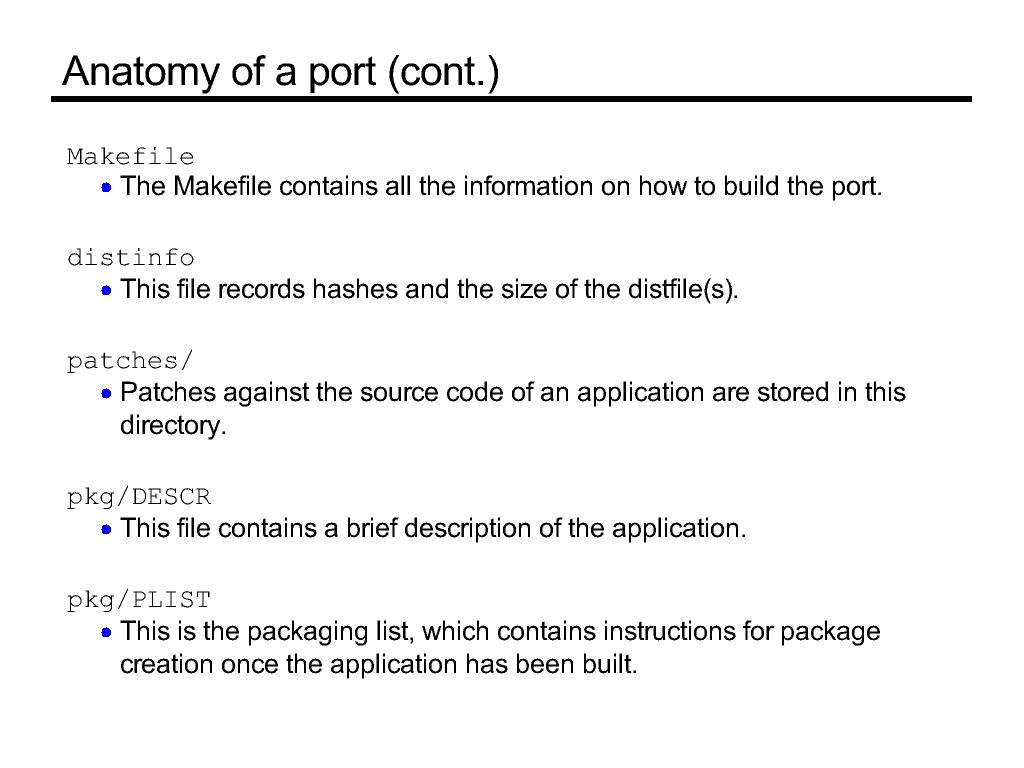 Anatomy of a port (cont.)
Makefile
• The Makefile contains all the information on how to build the port.
distinfo
• This file records hashes and the size of the distfile(s).
patches/
• Patches against the source code of an application are stored in this
directory.
pkg/DESCR
• This file contains a brief description of the application.
pkg/PLIST
• This is the packaging list, which contains instructions for package
creation once the application has been built.